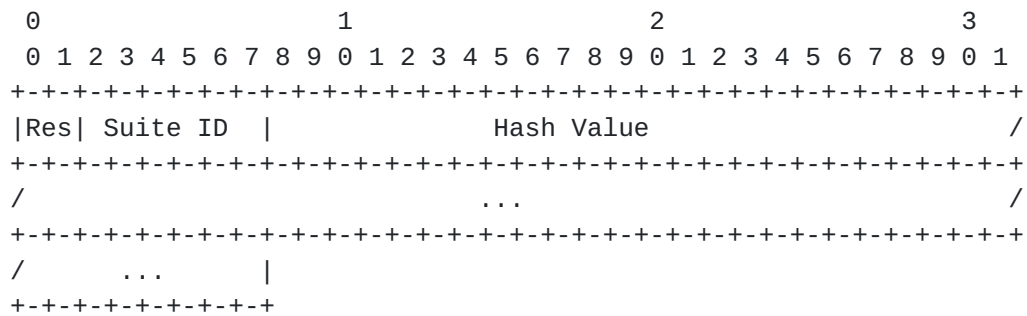 0                   1                   2                   3
 0 1 2 3 4 5 6 7 8 9 0 1 2 3 4 5 6 7 8 9 0 1 2 3 4 5 6 7 8 9 0 1
+-+-+-+-+-+-+-+-+-+-+-+-+-+-+-+-+-+-+-+-+-+-+-+-+-+-+-+-+-+-+-+-+
|Res| Suite ID  |              Hash Value                       /
+-+-+-+-+-+-+-+-+-+-+-+-+-+-+-+-+-+-+-+-+-+-+-+-+-+-+-+-+-+-+-+-+
/                             ...                               /
+-+-+-+-+-+-+-+-+-+-+-+-+-+-+-+-+-+-+-+-+-+-+-+-+-+-+-+-+-+-+-+-+
/      ...      |
+-+-+-+-+-+-+-+-+